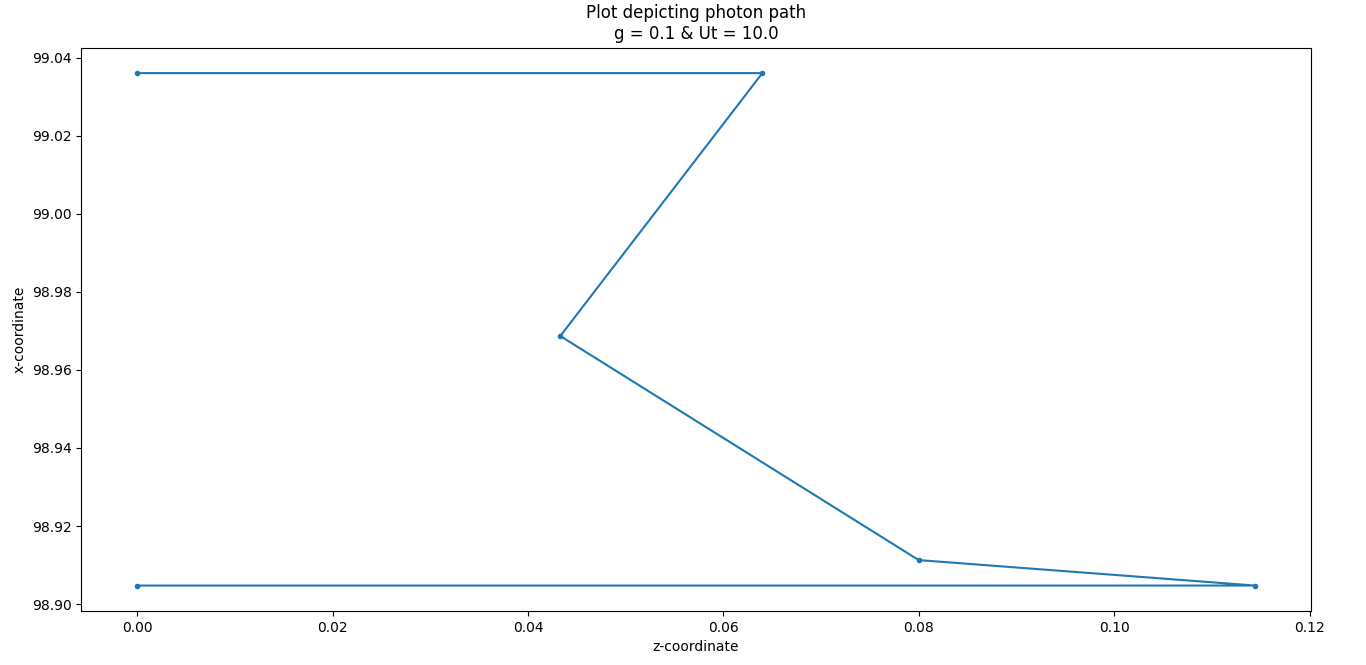 Plot depicting photon path
g = 0.1 & Ut = 10.0
99.04
99.02
99.00
98.98
98.96
98.94
98.92
98.90
x-coordinate
0.00 0.02 0.04 0.06 0.08 0.10 0.12
z-coordinate